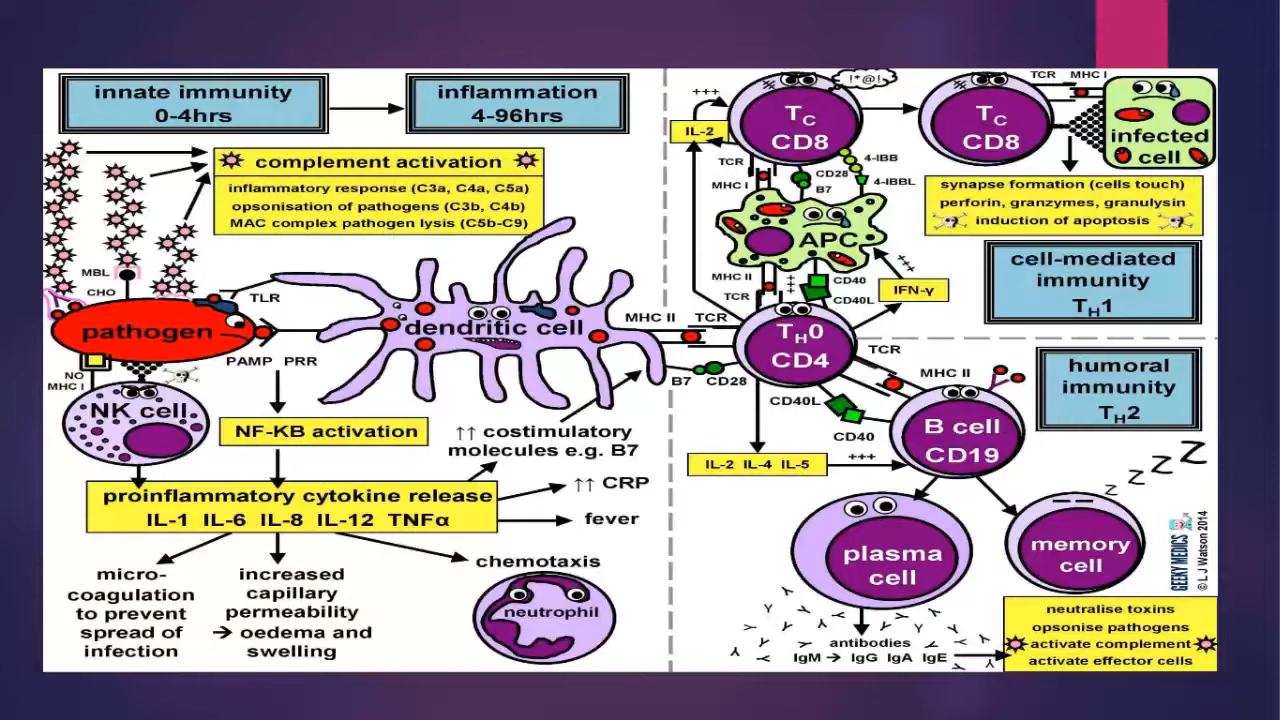 innate immunity
0-4hrs
inflammation
4-96hrs
complement activation
inflammatory response (C3a, C4a, C5a)
opsonisation of pathogens (C3b, C4b)
MAC complex pathogen lysis (C5b-C9)
MBL
CHO
TLR
pathogen
dendritic cell
PAMP PRR
NO
MHC I
NK cell
NF-KB activation
↑↑ costimulatory
molecules e.g. B7
proinflammatory cytokine release
IL-1 IL-6 IL-8 IL-12 TNFα
↑↑ CRP
fever
chemotaxis
neutrophil
micro-
coagulation
to prevent
spread of
infection
increased
capillary
permeability
→ oedema and
swelling
MHC II TCR
B7 CD28
!*@!
+++
IL-2
TC
CD8
TC
CD8
TCR MHC I
infected
cell
TCR
MHC I
CD28
B7
4-IBB
4-IBBL
synapse formation (cells touch)
perforin, granzymes, granulysin
induction of apoptosis
APC
MHC II
TCR
+++
CD40
CD40L
+++
IFN-γ
cell-mediated
immunity
TH1
TH0
CD4
TCR
MHC II
humoral
immunity
TH2
CD40L
CD40
B cell
CD19
IL-2 IL-4 IL-5
+++
z z z Z
plasma
cell
memory
cell
antibodies
IgM → IgG IgA IgE
neutralise toxins
opsonise pathogens
activate complement
activate effector cells
GEEKY MEDICS
© L J Watson 2014